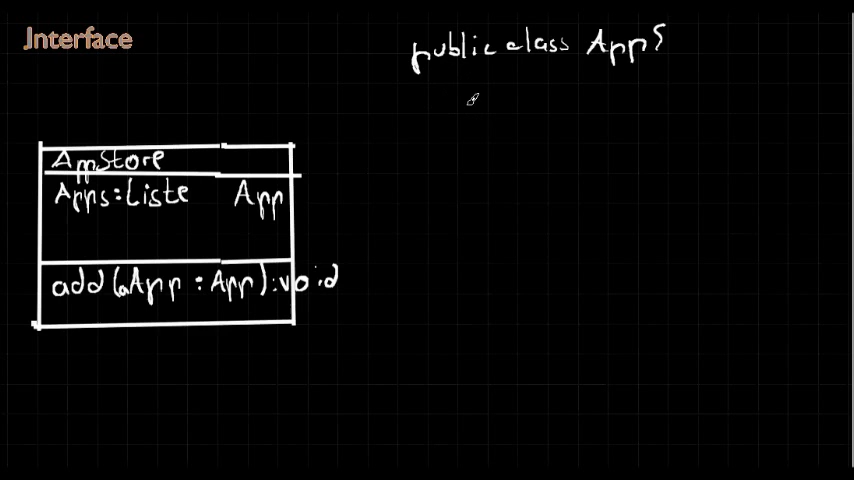 Interface
public class AppS
AppStore
Apps:Liste App
add(aApp:App):void